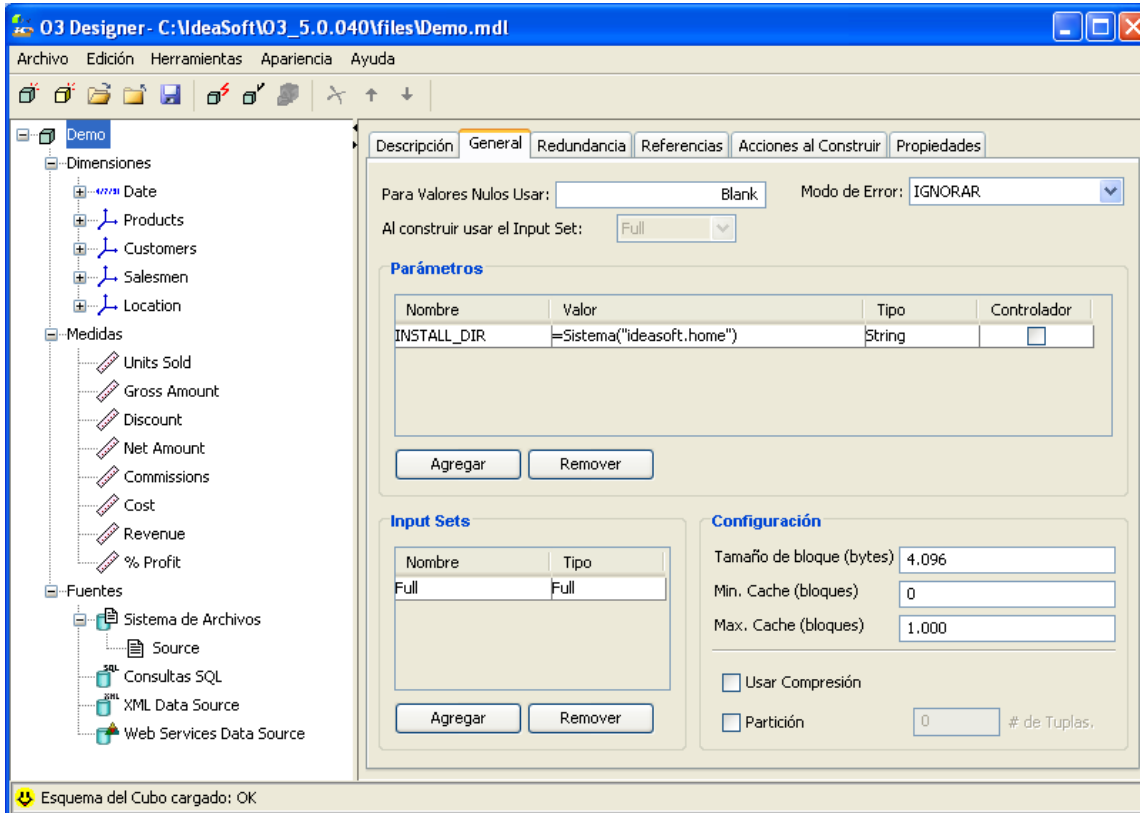 O3 Designer- C:\IdeaSoft\O3_5.0.040\files\Demo.mdl
Archivo Edición Herramientas Apariencia Ayuda
Demo
Dimensiones
Date
Products
Customers
Salesmen
Location
Medidas
Units Sold
Gross Amount
Discount
Net Amount
Commissions
Cost
Revenue
% Profit
Fuentes
Sistema de Archivos
Source
SQL
Consultas SQL
XML
XML Data Source
Web Services Data Source
Descripción General Redundancia Referencias Acciones al Construir Propiedades
Para Valores Nulos Usar: Blank Modo de Error: IGNORAR
Al construir usar el Input Set: Full
Parámetros
Nombre Valor Tipo Controlador
INSTALL_DIR =Sistema("ideasoft.home") String
Agregar Remover
Input Sets
Nombre Tipo
Full Full
Agregar Remover
Configuración
Tamaño de bloque (bytes) 4.096
Min. Cache (bloques) 0
Max. Cache (bloques) 1.000
Usar Compresión
Partición 0 # de Tuplas.
Esquema del Cubo cargado: OK